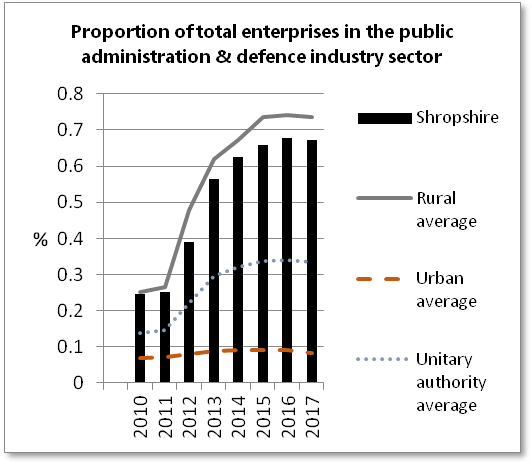 Proportion of total enterprises in the public
administration & defence industry sector
0.8
0.7
0.6
0.5
0.4
0.3
0.2
0.1
0
%
2010
2011
2012
2013
2014
2015
2016
2017
Shropshire
Rural
average
Urban
average
Unitary
authority
average